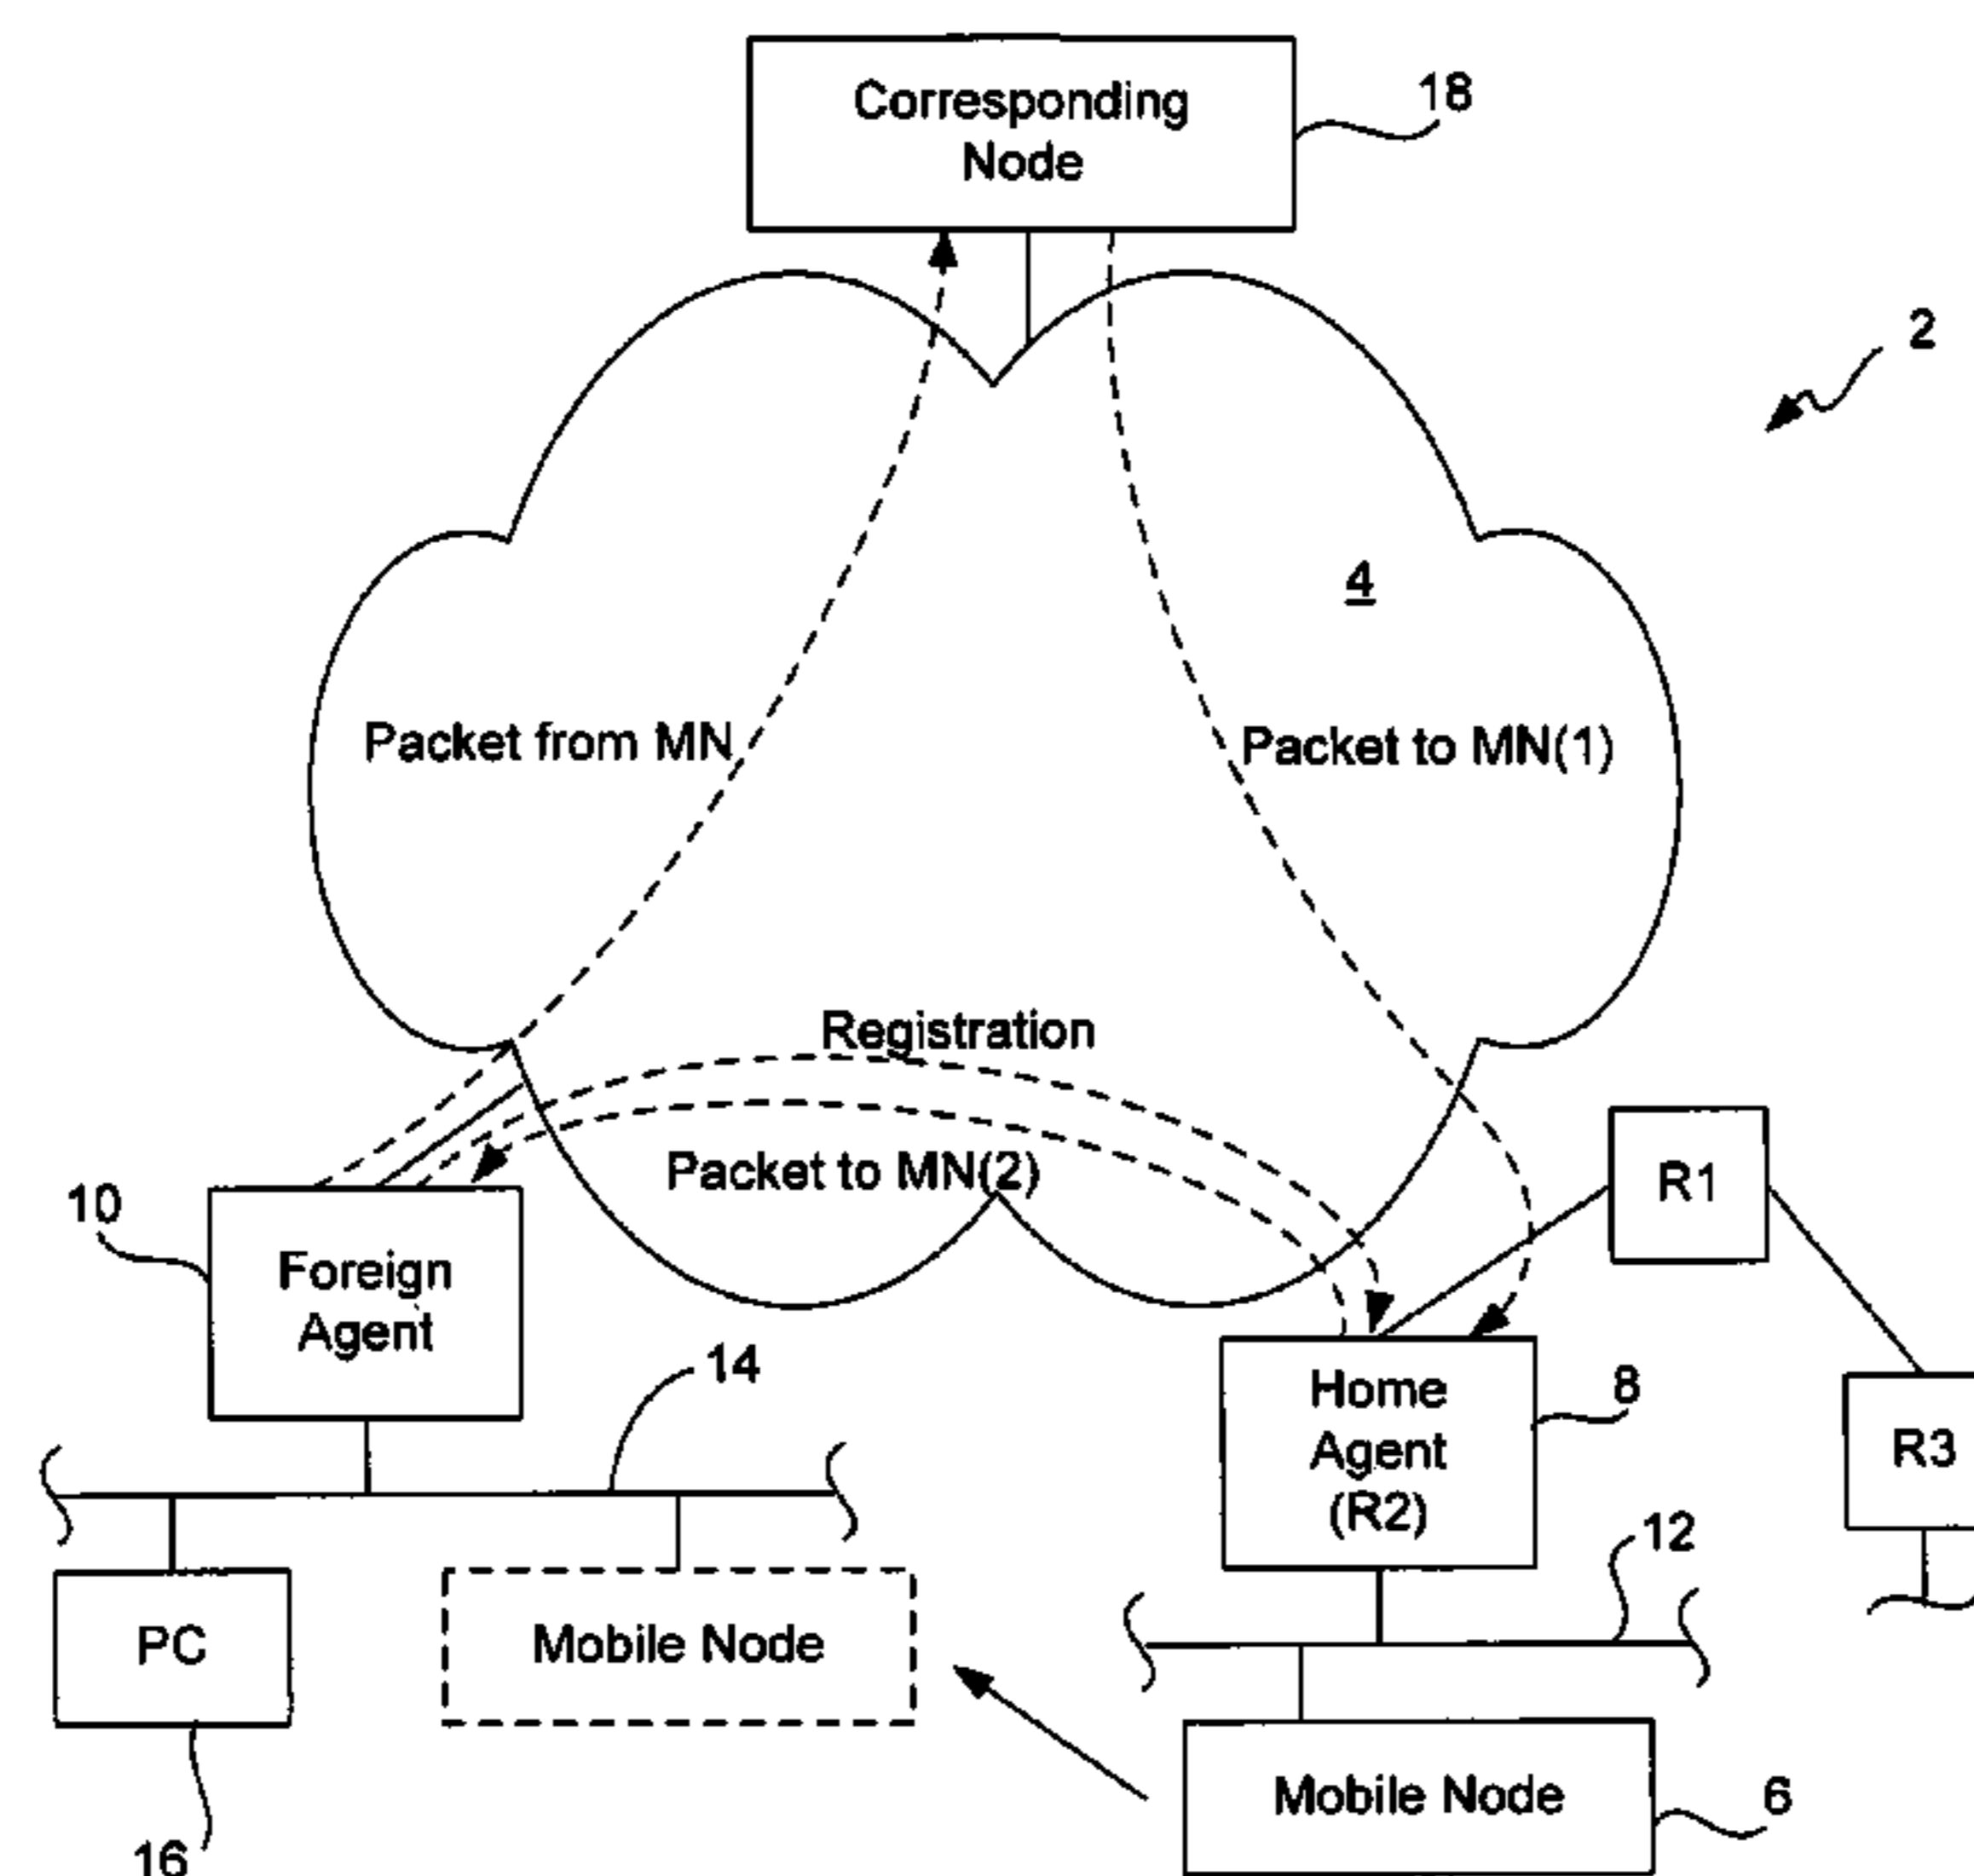 Corresponding
Node
18
2
4
Packet from MN
Packet to MN(1)
Registration
Packet to MN(2)
R1
10
Foreign
Agent
14
Home
Agent
(R2)
8
R3
12
PC
Mobile Node
Mobile Node
6
16